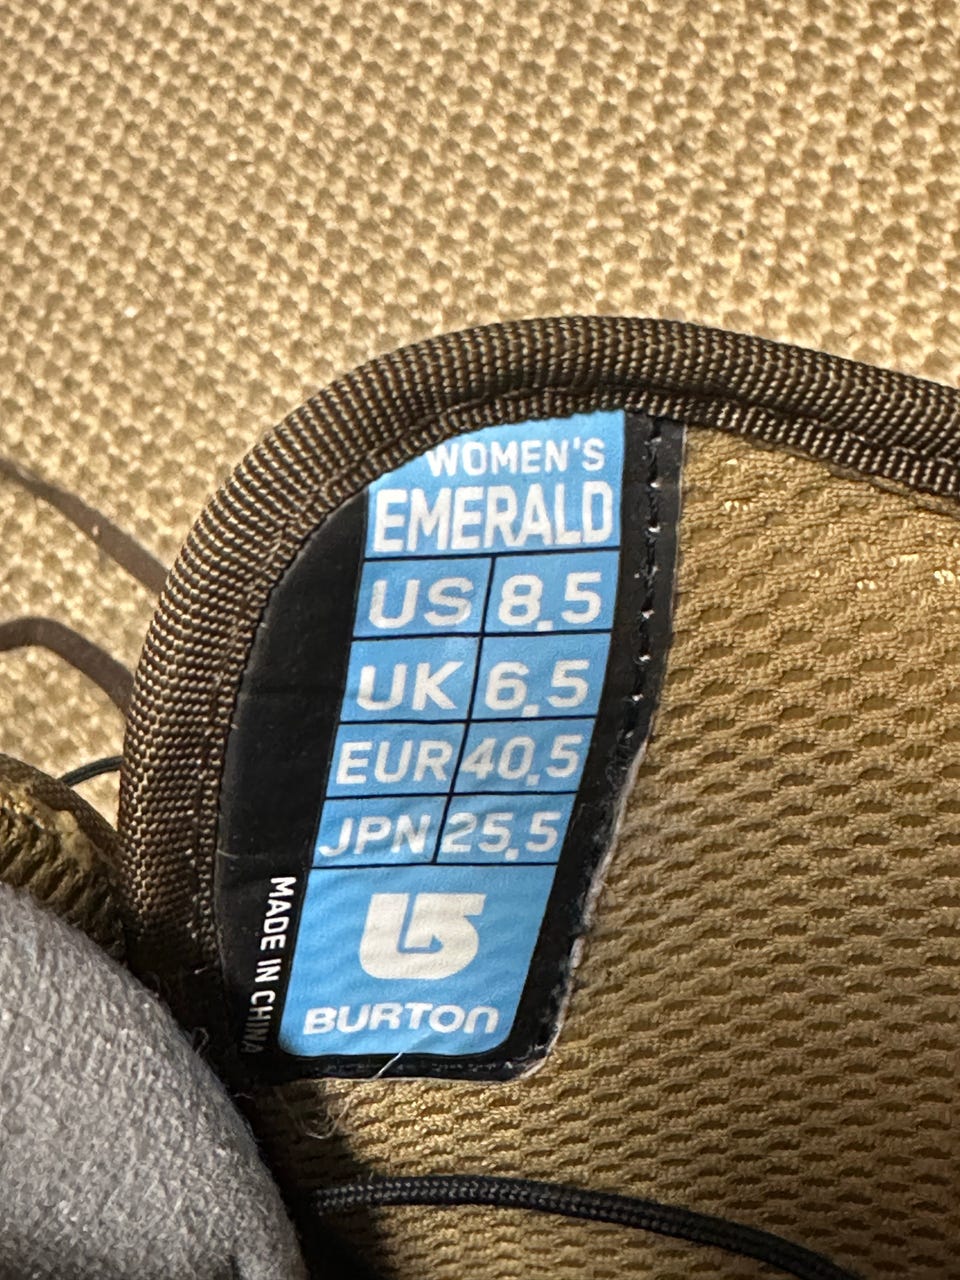 WOMEN'S
EMERALD
US 8.5
UK 6.5
EUR 40.5
JPN 25.5
BURTON
MADE IN CHINA